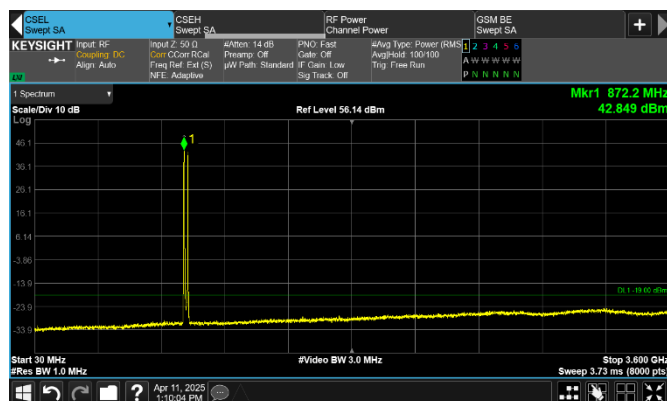 CSEL
Swept SA
CSEH
Swept SA
RF Power
Channel Power
GSM BE
Swept SA
KEYSIGHT
Input: RF
Coupling: DC
Align: Auto
Input Z: 50 Ω
Corr CCorr RCal
Freq Ref: Ext (S)
NFE: Adaptive
#Atten: 14 dB
Preamp: Off
µW Path: Standard
PNO: Fast
Gate: Off
IF Gain: Low
Sig Track: Off
#Avg Type: Power (RMS)
Avg|Hold: 100/100
Trig: Free Run
1 2 3 4 5 6
A W W W W W
P N N N N N
1 Spectrum
Mkr1 872.2 MHz
42.849 dBm
Scale/Div 10 dB
Ref Level 56.14 dBm
Log
1
46.1
36.1
26.1
16.1
6.14
-3.86
-13.9
DL1 -19.00 dBm
-23.9
-33.9
Start 30 MHz
#Video BW 3.0 MHz
Stop 3.600 GHz
#Res BW 1.0 MHz
Sweep 3.73 ms (8000 pts)
Apr 11, 2025
1:10:04 PM